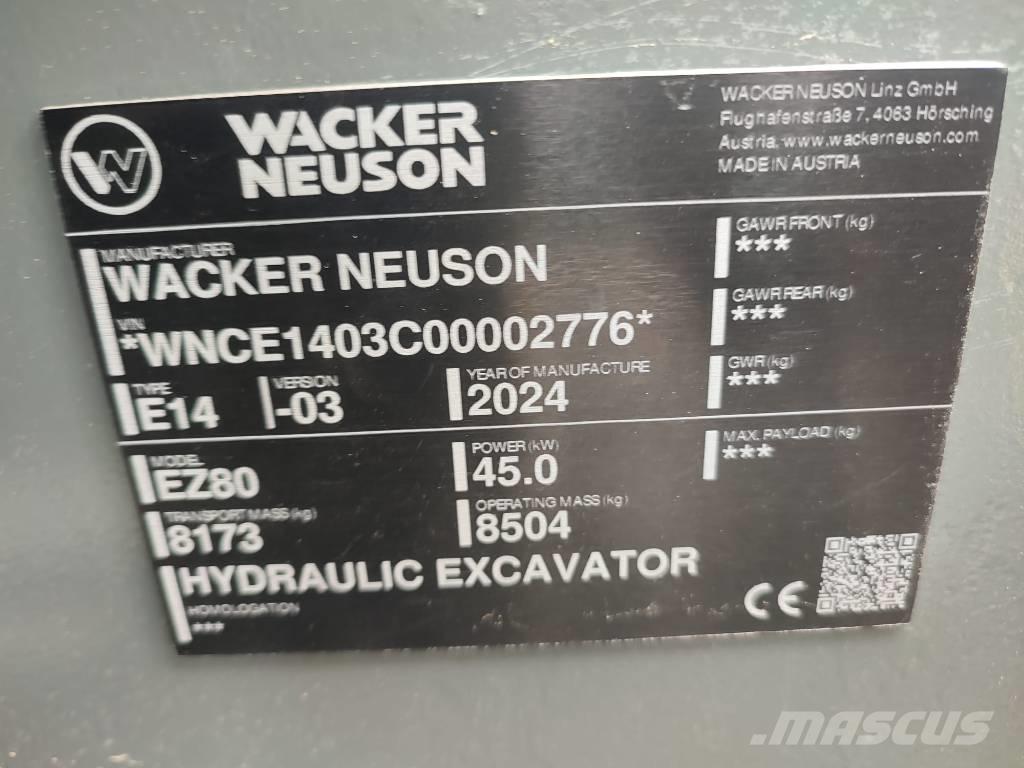 WACKER
NEUSON
WACKER NEUSON Linz GmbH
Flughafenstraße 7, 4063 Hörsching
Austria, www.wackerneuson.com
MADE IN AUSTRIA
MANUFACTURER
WACKER NEUSON
VIN
*WNCE1403C00002776*
TYPE
E14
VERSION
-03
YEAR OF MANUFACTURE
2024
MODEL
EZ80
POWER (kW)
45.0
TRANSPORT MASS (kg)
8173
OPERATING MASS (kg)
8504
HYDRAULIC EXCAVATOR
HOMOLOGATION
***
GAWR FRONT (kg)
***
GAWR REAR (kg)
***
GWR (kg)
***
MAX. PAYLOAD (kg)
***
CE
MASCUS